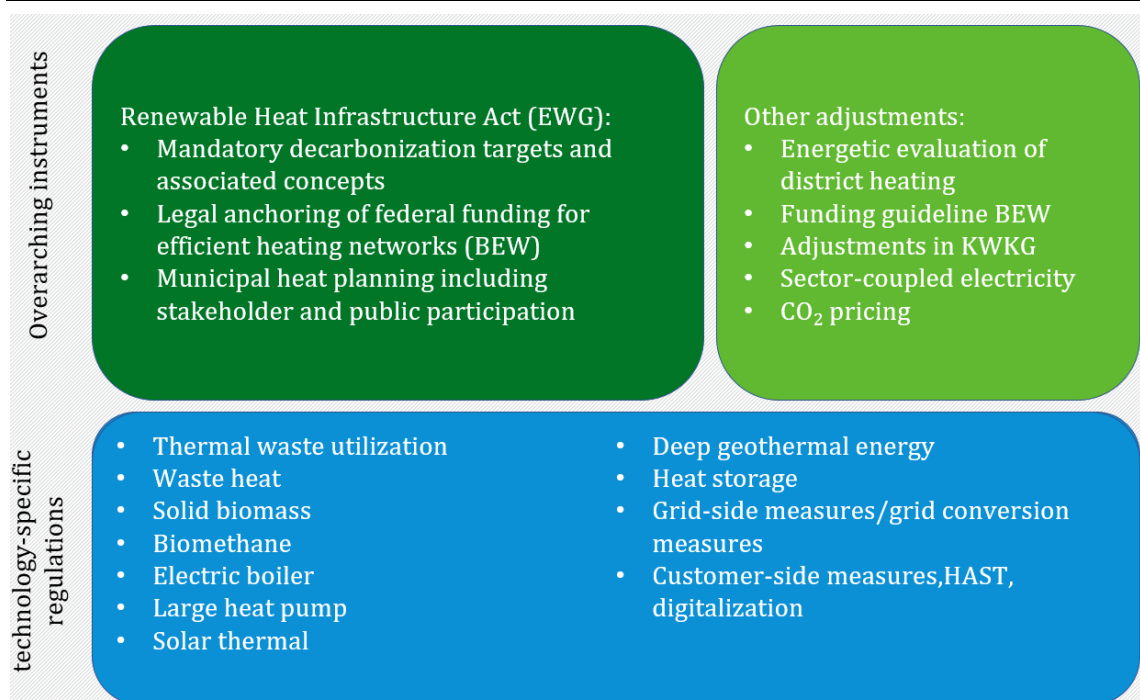 Overarching instruments
Renewable Heat Infrastructure Act (EWG):
• Mandatory decarbonization targets and
associated concepts
• Legal anchoring of federal funding for
efficient heating networks (BEW)
• Municipal heat planning including
stakeholder and public participation
Other adjustments:
• Energetic evaluation of
district heating
• Funding guideline BEW
• Adjustments in KWKG
• Sector-coupled electricity
• CO₂ pricing
technology-specific
regulations
• Thermal waste utilization
• Waste heat
• Solid biomass
• Biomethane
• Electric boiler
• Large heat pump
• Solar thermal
• Deep geothermal energy
• Heat storage
• Grid-side measures/grid conversion
measures
• Customer-side measures,HAST,
digitalization